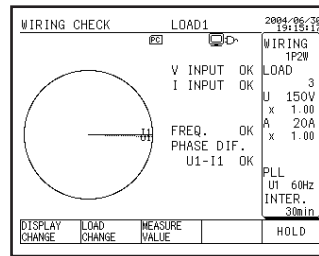 WIRING CHECK LOAD1 2004/06/30
19:15:17
PC
WIRING
1P2W
V INPUT OK
I INPUT OK
LOAD
3
U 150V
x 1.00
A 20A
x 1.00
FREQ. OK
PHASE DIF.
U1-I1 OK
I1
U1
PLL
U1 60Hz
INTER.
30min
DISPLAY CHANGE
LOAD CHANGE
MEASURE VALUE
HOLD